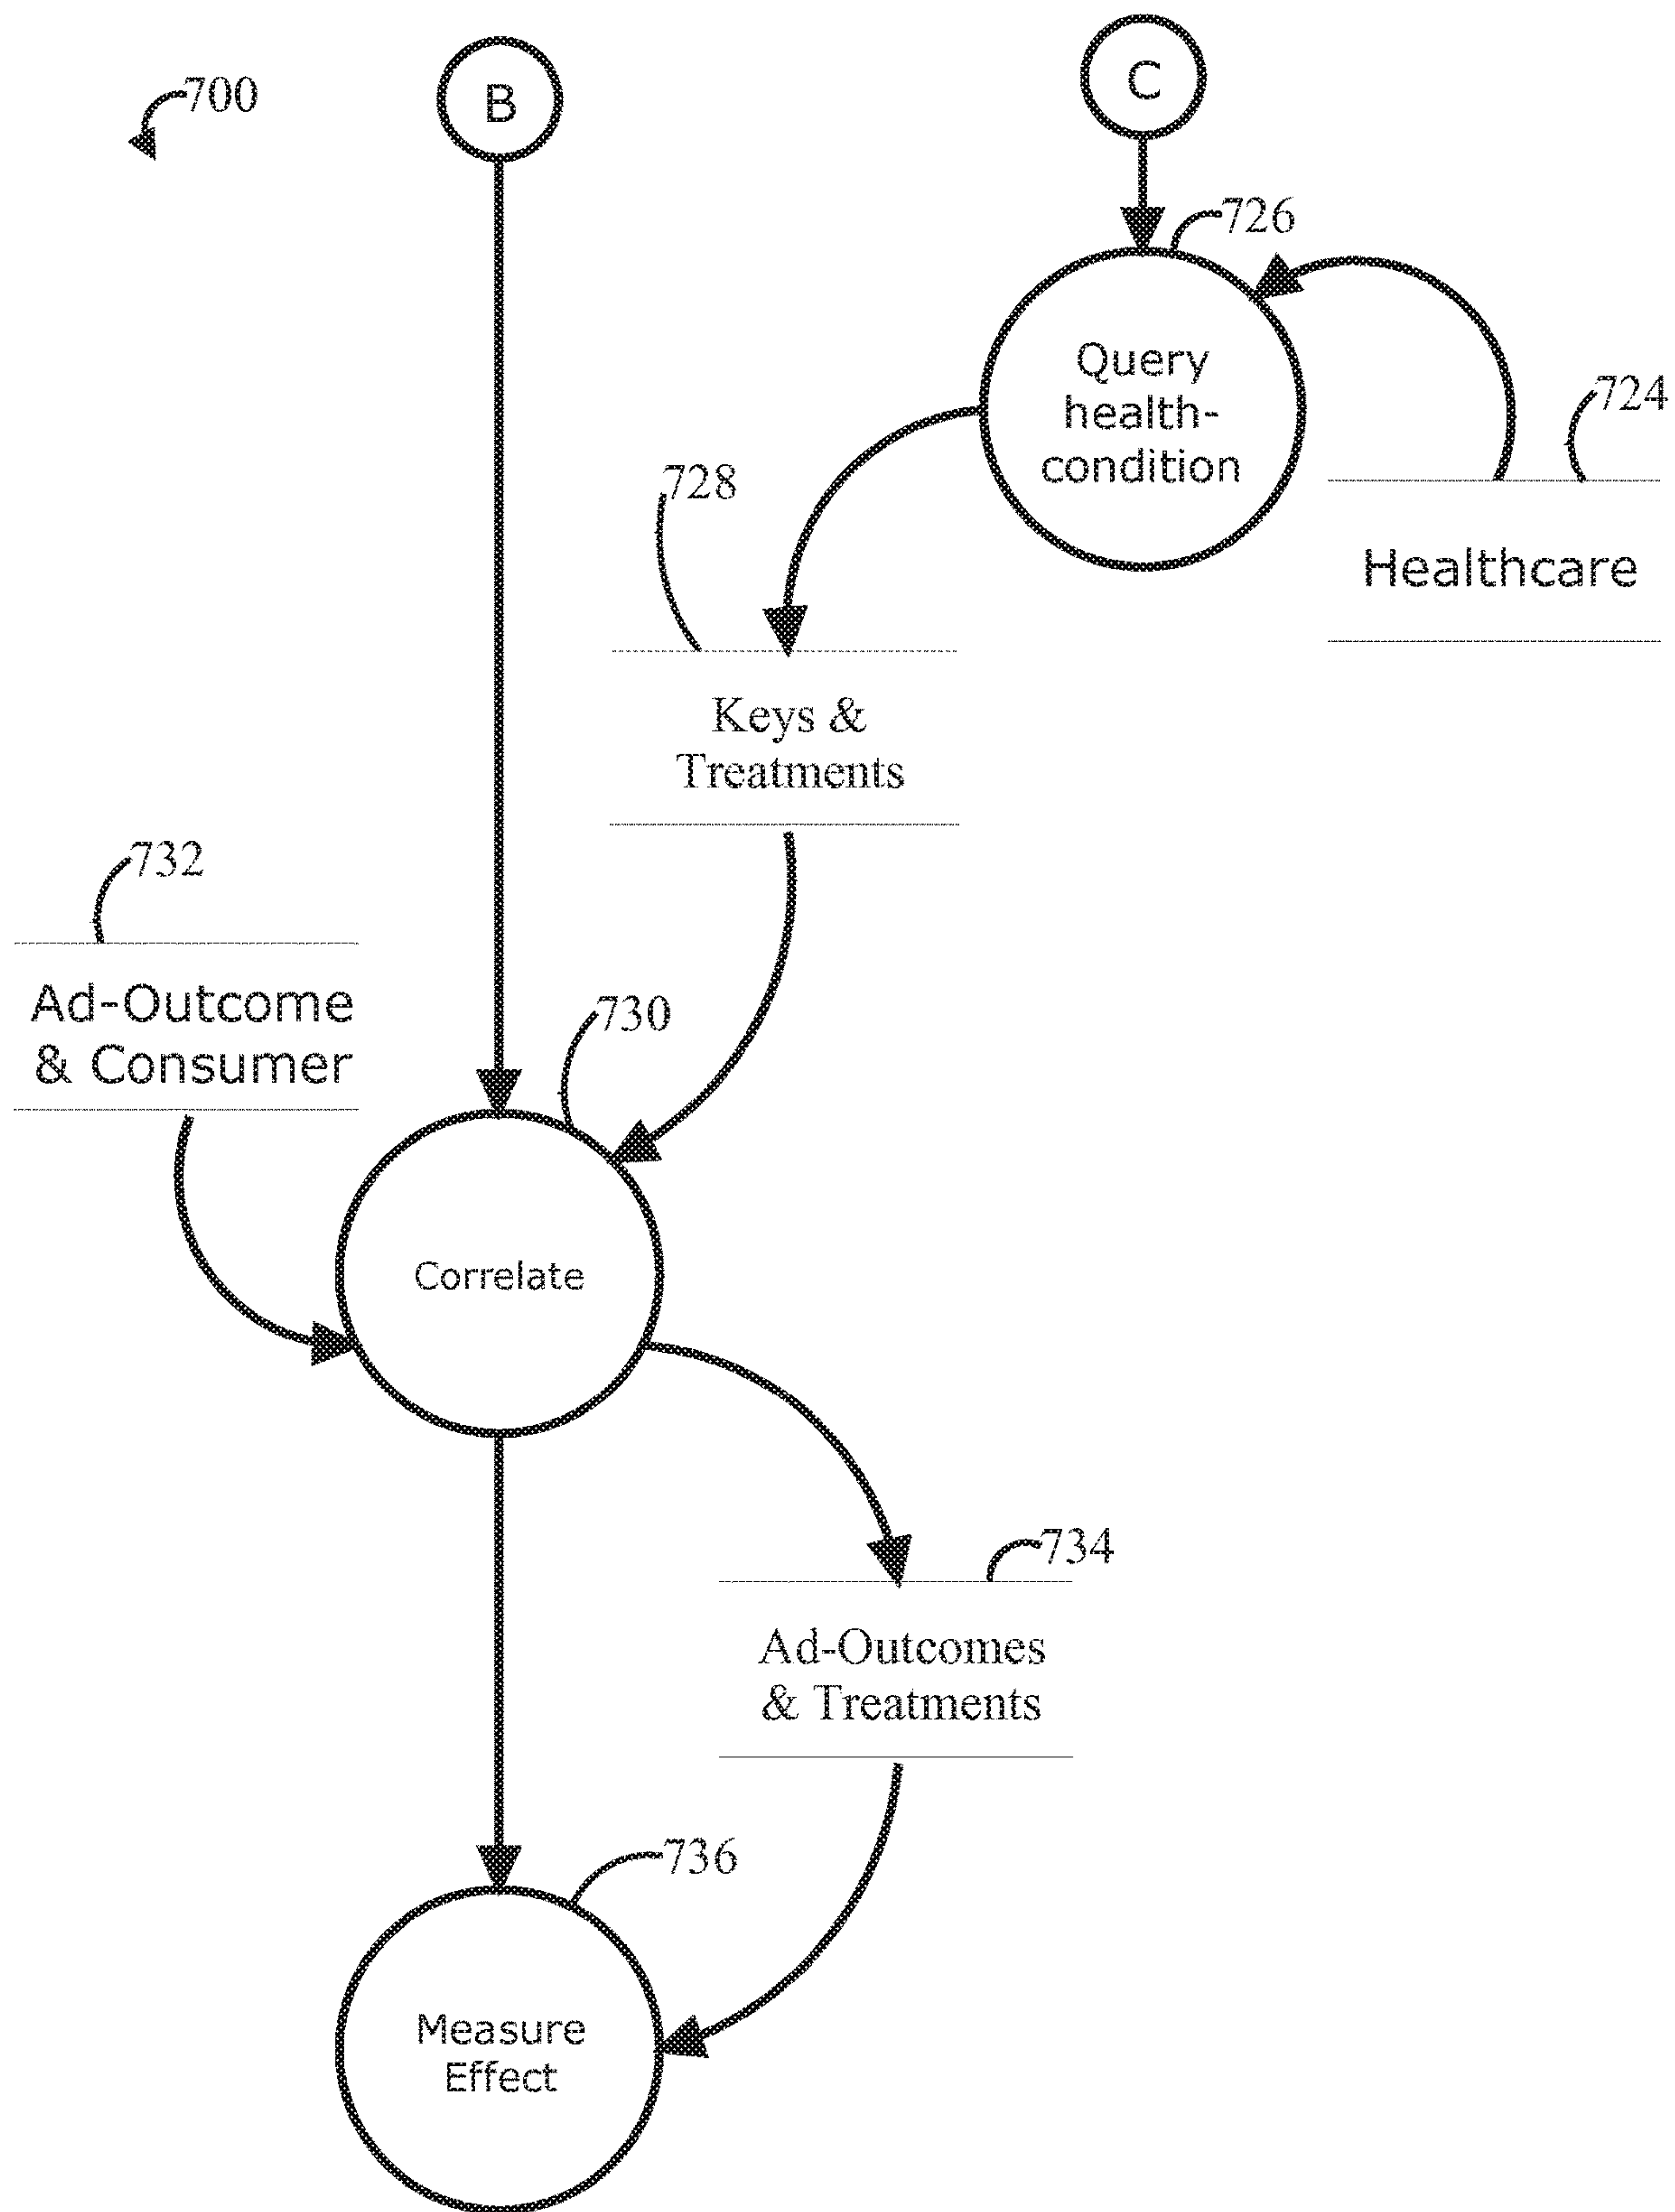 700
B
C
726
Query
health-
condition
724
Healthcare
728
Keys &
Treatments
732
Ad-Outcome
& Consumer
730
Correlate
734
Ad-Outcomes
& Treatments
736
Measure
Effect